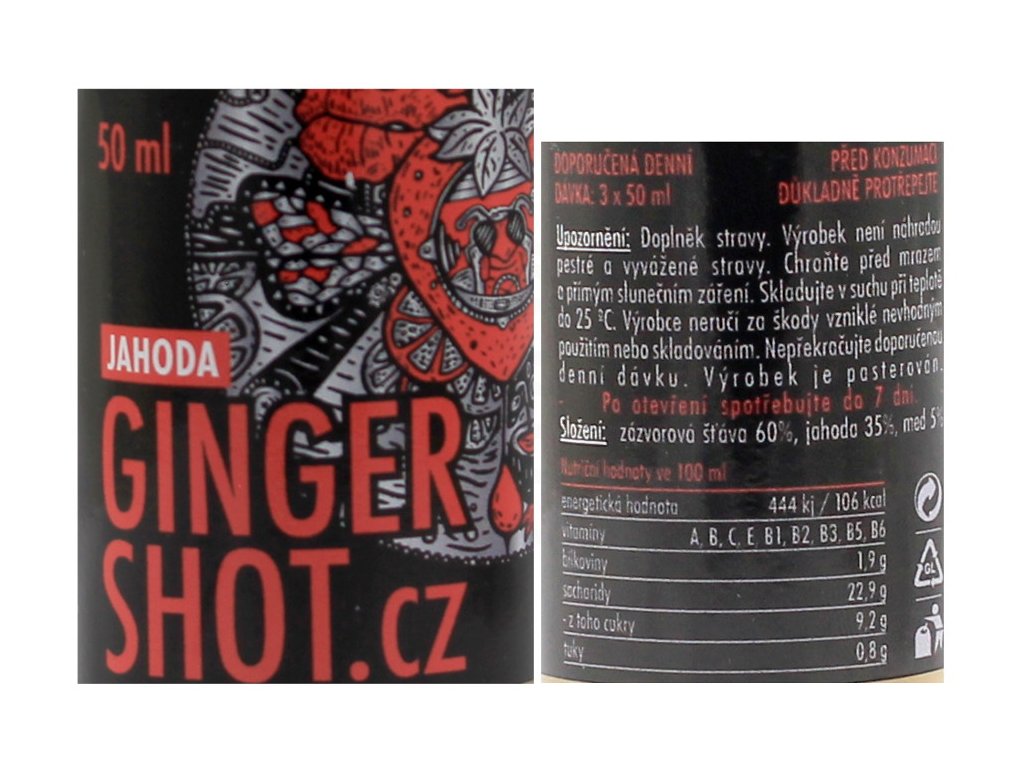 50 ml
JAHODA
GINGER
SHOT.CZ
DOPORUČENÁ DENNÍ
DÁVKA: 3 x 50 ml
PŘED KONZUMACÍ
DŮKLADNĚ PROTŘEPEJTE
Upozornění: Doplněk stravy. Výrobek není náhradou
pestré a vyvážené stravy. Chraňte před mrazem
a přímým slunečním záření. Skladujte v suchu při teplotě
do 25 ºC. Výrobce neručí za škody vzniklé nevhodným
použitím nebo skladováním. Nepřekračujte doporučenou
denní dávku. Výrobek je pasterován.
- Po otevření spotřebujte do 7 dní.
Složení: zázvorová šťáva 60%, jahoda 35%, med 5%
Nutriční hodnoty ve 100 ml
energetická hodnota 444 kj / 106 kcal
vitamíny A, B, C, E, B1, B2, B3, B5, B6
bílkoviny 1,9 g
sacharidy 22,9 g
- z toho cukry 9,2 g
tuky 0,8 g
GL